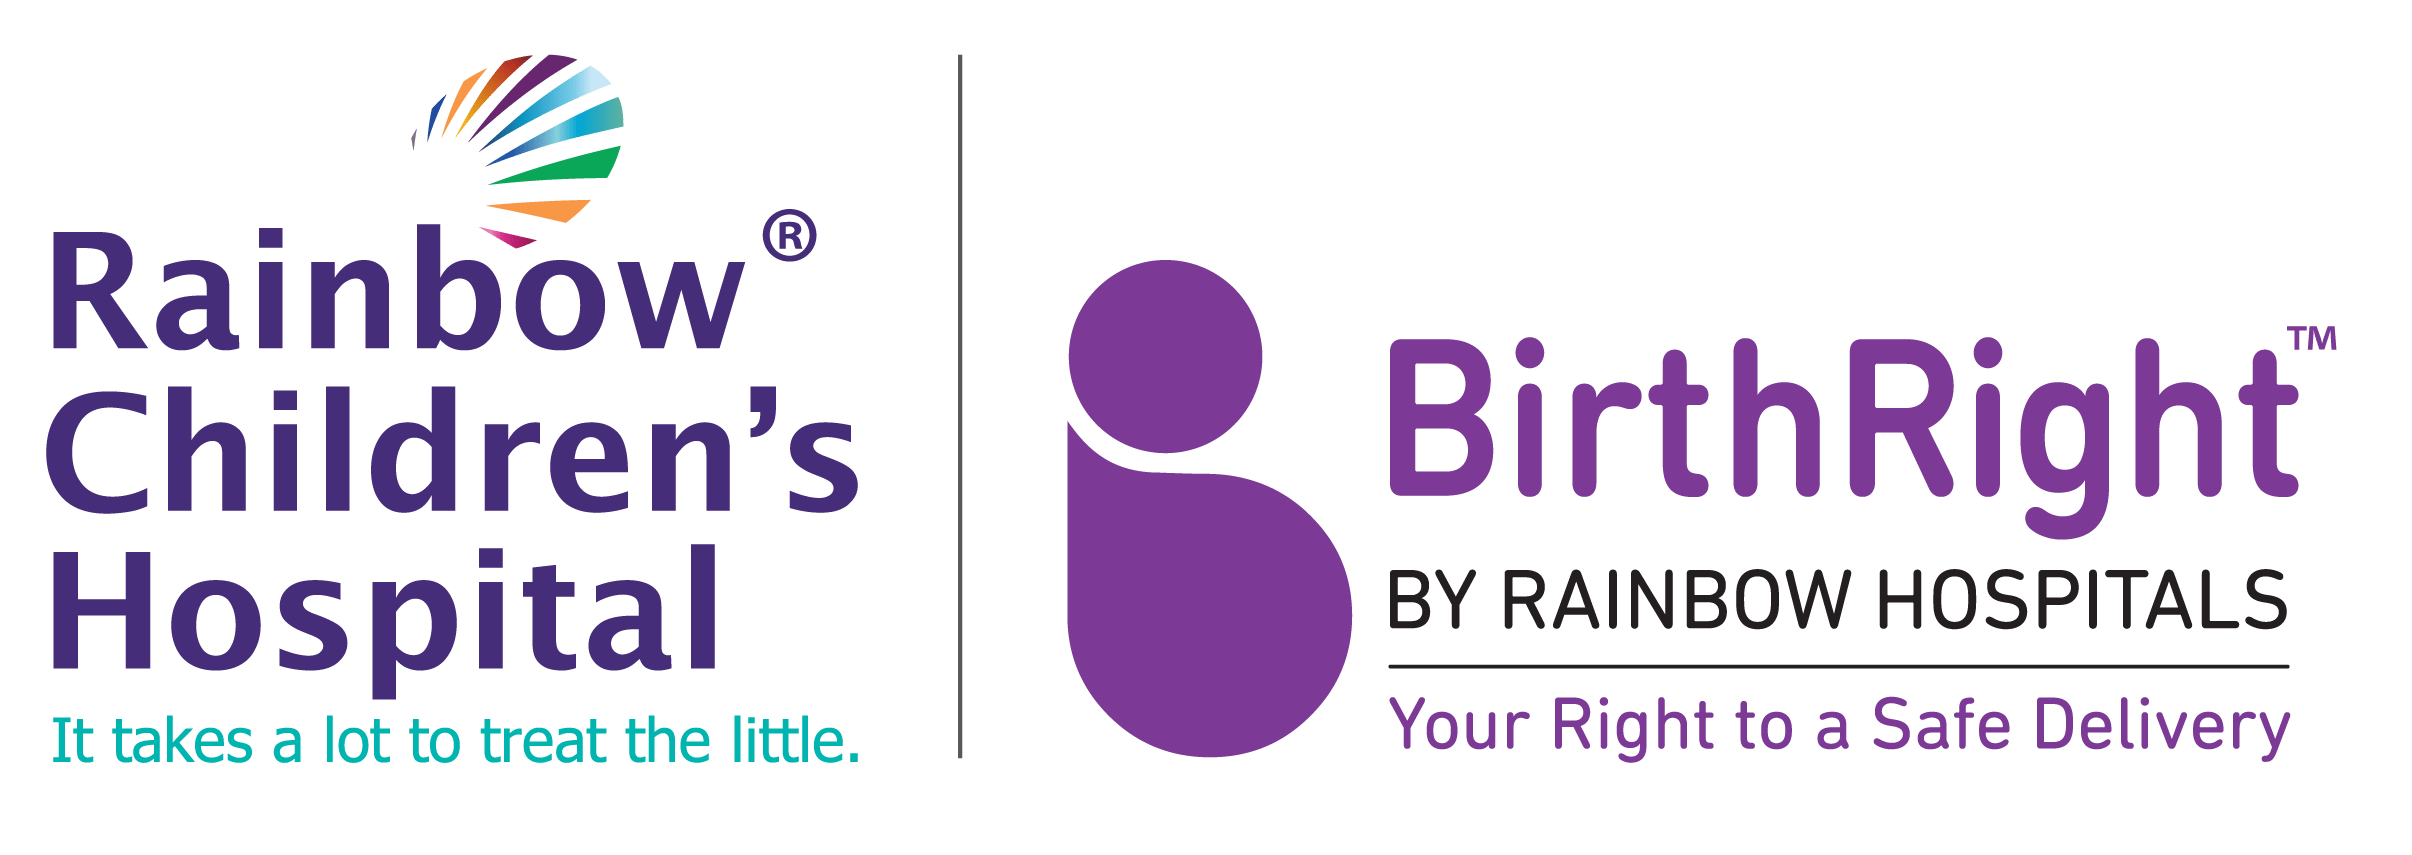 Rainbow®
Children’s
Hospital
It takes a lot to treat the little.
BirthRight™
BY RAINBOW HOSPITALS
Your Right to a Safe Delivery